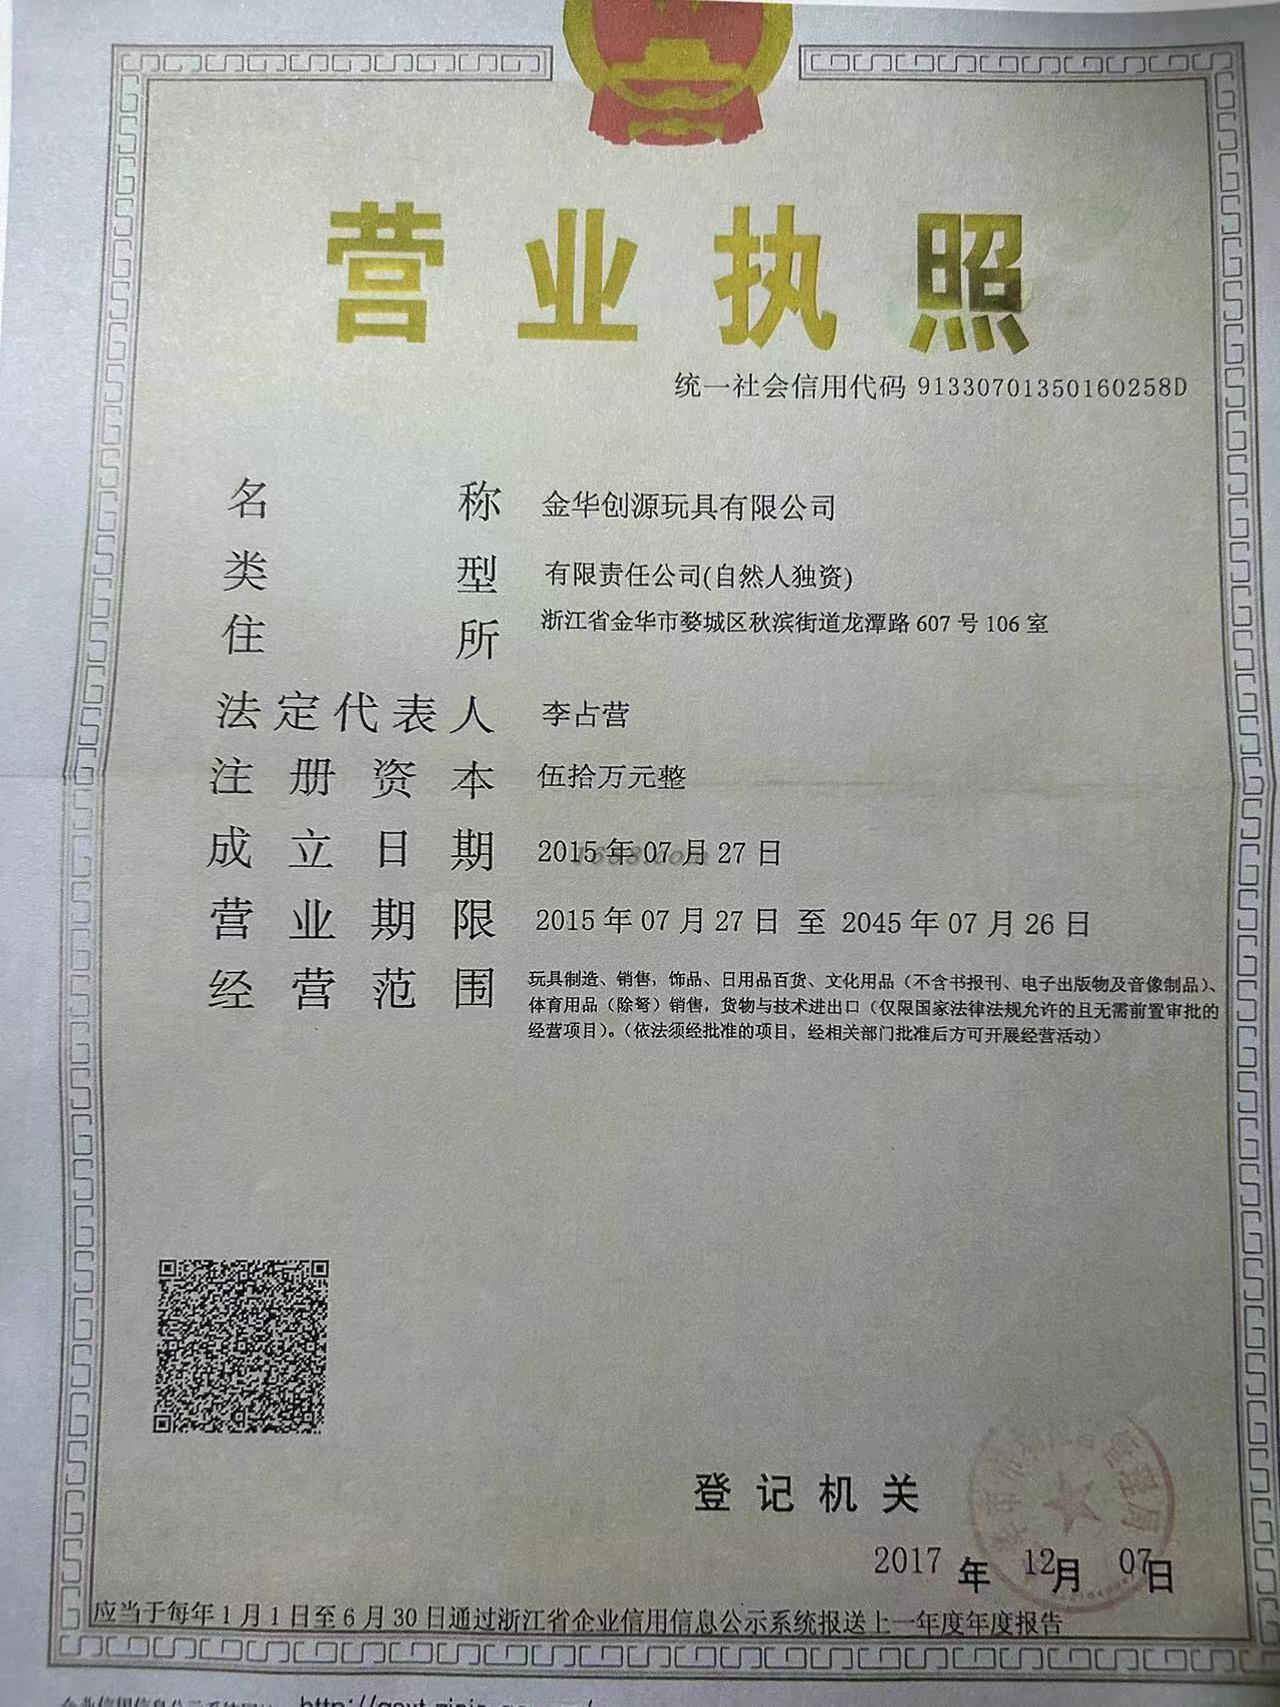 营业执照
统一社会信用代码 91330701350160258D
名称 金华创源玩具有限公司
类型 有限责任公司(自然人独资)
住所 浙江省金华市婺城区秋滨街道龙潭路607号106室
法定代表人 李占营
注册资本 伍拾万元整
成立日期 2015年07月27日
1688.com
营业期限 2015年07月27日 至 2045年07月26日
经营范围 玩具制造、销售，饰品、日用品百货、文化用品（不含书报刊、电子出版物及音像制品）、
体育用品（除弩）销售，货物与技术进出口（仅限国家法律法规允许的且无需前置审批的
经营项目）。（依法须经批准的项目，经相关部门批准后方可开展经营活动）
登记机关
2017年12月07日
应当于每年1月1日至6月30日通过浙江省企业信用信息公示系统报送上一年度年度报告